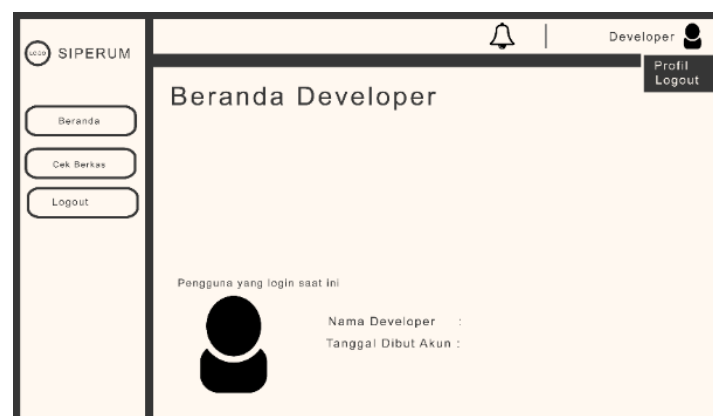 LOGO
SIPERUM
Developer
Profil
Logout
Beranda
Cek Berkas
Logout
Beranda Developer
Pengguna yang login saat ini
Nama Developer :
Tanggal Dibut Akun :